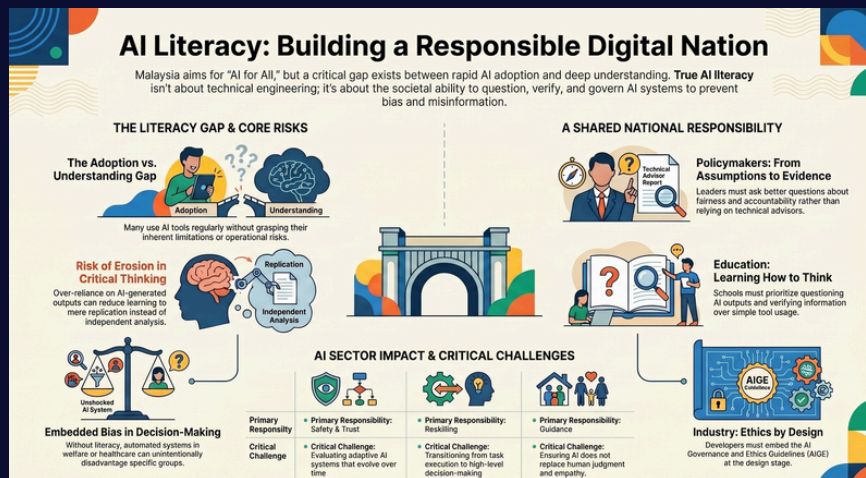 AI Literacy: Building a Responsible Digital Nation
Malaysia aims for “AI for All,” but a critical gap exists between rapid AI adoption and deep understanding. True AI literacy
isn't about technical engineering; it's about the societal ability to question, verify, and govern AI systems to prevent
bias and misinformation.
THE LITERACY GAP & CORE RISKS
The Adoption vs.
Understanding Gap
Adoption
Understanding
Many use AI tools regularly without grasping their
inherent limitations or operational risks.
Risk of Erosion in
Critical Thinking
Over-reliance on AI-generated
outputs can reduce learning to
mere replication instead of
independent analysis.
Replication
Independent
Analysis
Unshocked
AI System
Embedded Bias in Decision-Making
Without literacy, automated systems in
welfare or healthcare can unintentionally
disadvantage specific groups.
A SHARED NATIONAL RESPONSIBILITY
Technical
Advisor
Report
Policymakers: From
Assumptions to Evidence
Leaders must ask better questions about
fairness and accountability rather than
relying on technical advisors.
Education:
Learning How to Think
Schools must prioritize questioning
AI outputs and verifying information
over simple tool usage.
AIGE
Industry: Ethics by Design
Developers must embed the AI
Governance and Ethics Guidelines (AIGE)
at the design stage.
AI SECTOR IMPACT & CRITICAL CHALLENGES
Primary
Responsity
Primary Responsibility:
Safety & Trust
Primary Responsibility:
Reskilling
Primary Responsibility:
Guidance
Critical
Challenge
Critical Challenge:
Evaluating adaptive AI
systems that evolve over
time
Critical Challenge:
Transitioning from task
execution to high-level
decision-making
Critical Challenge:
Ensuring AI does not
replace human judgment
and empathy.